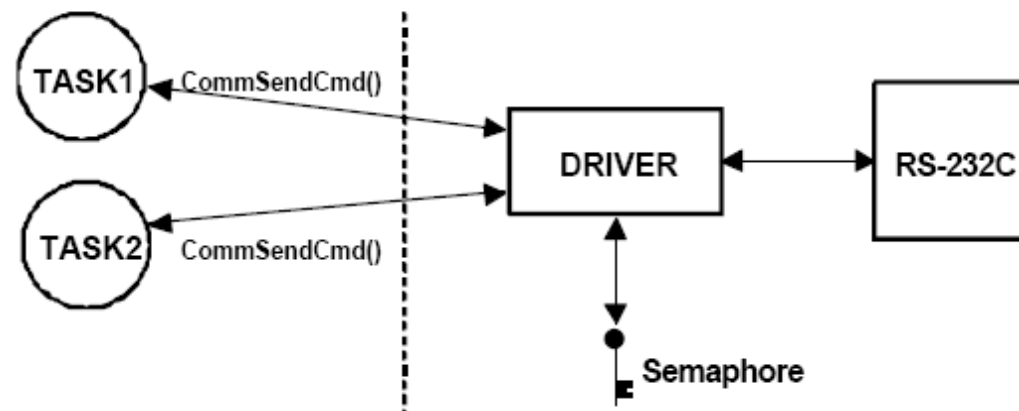 TASK1
CommSendCmd()
DRIVER
RS-232C
TASK2
CommSendCmd()
Semaphore